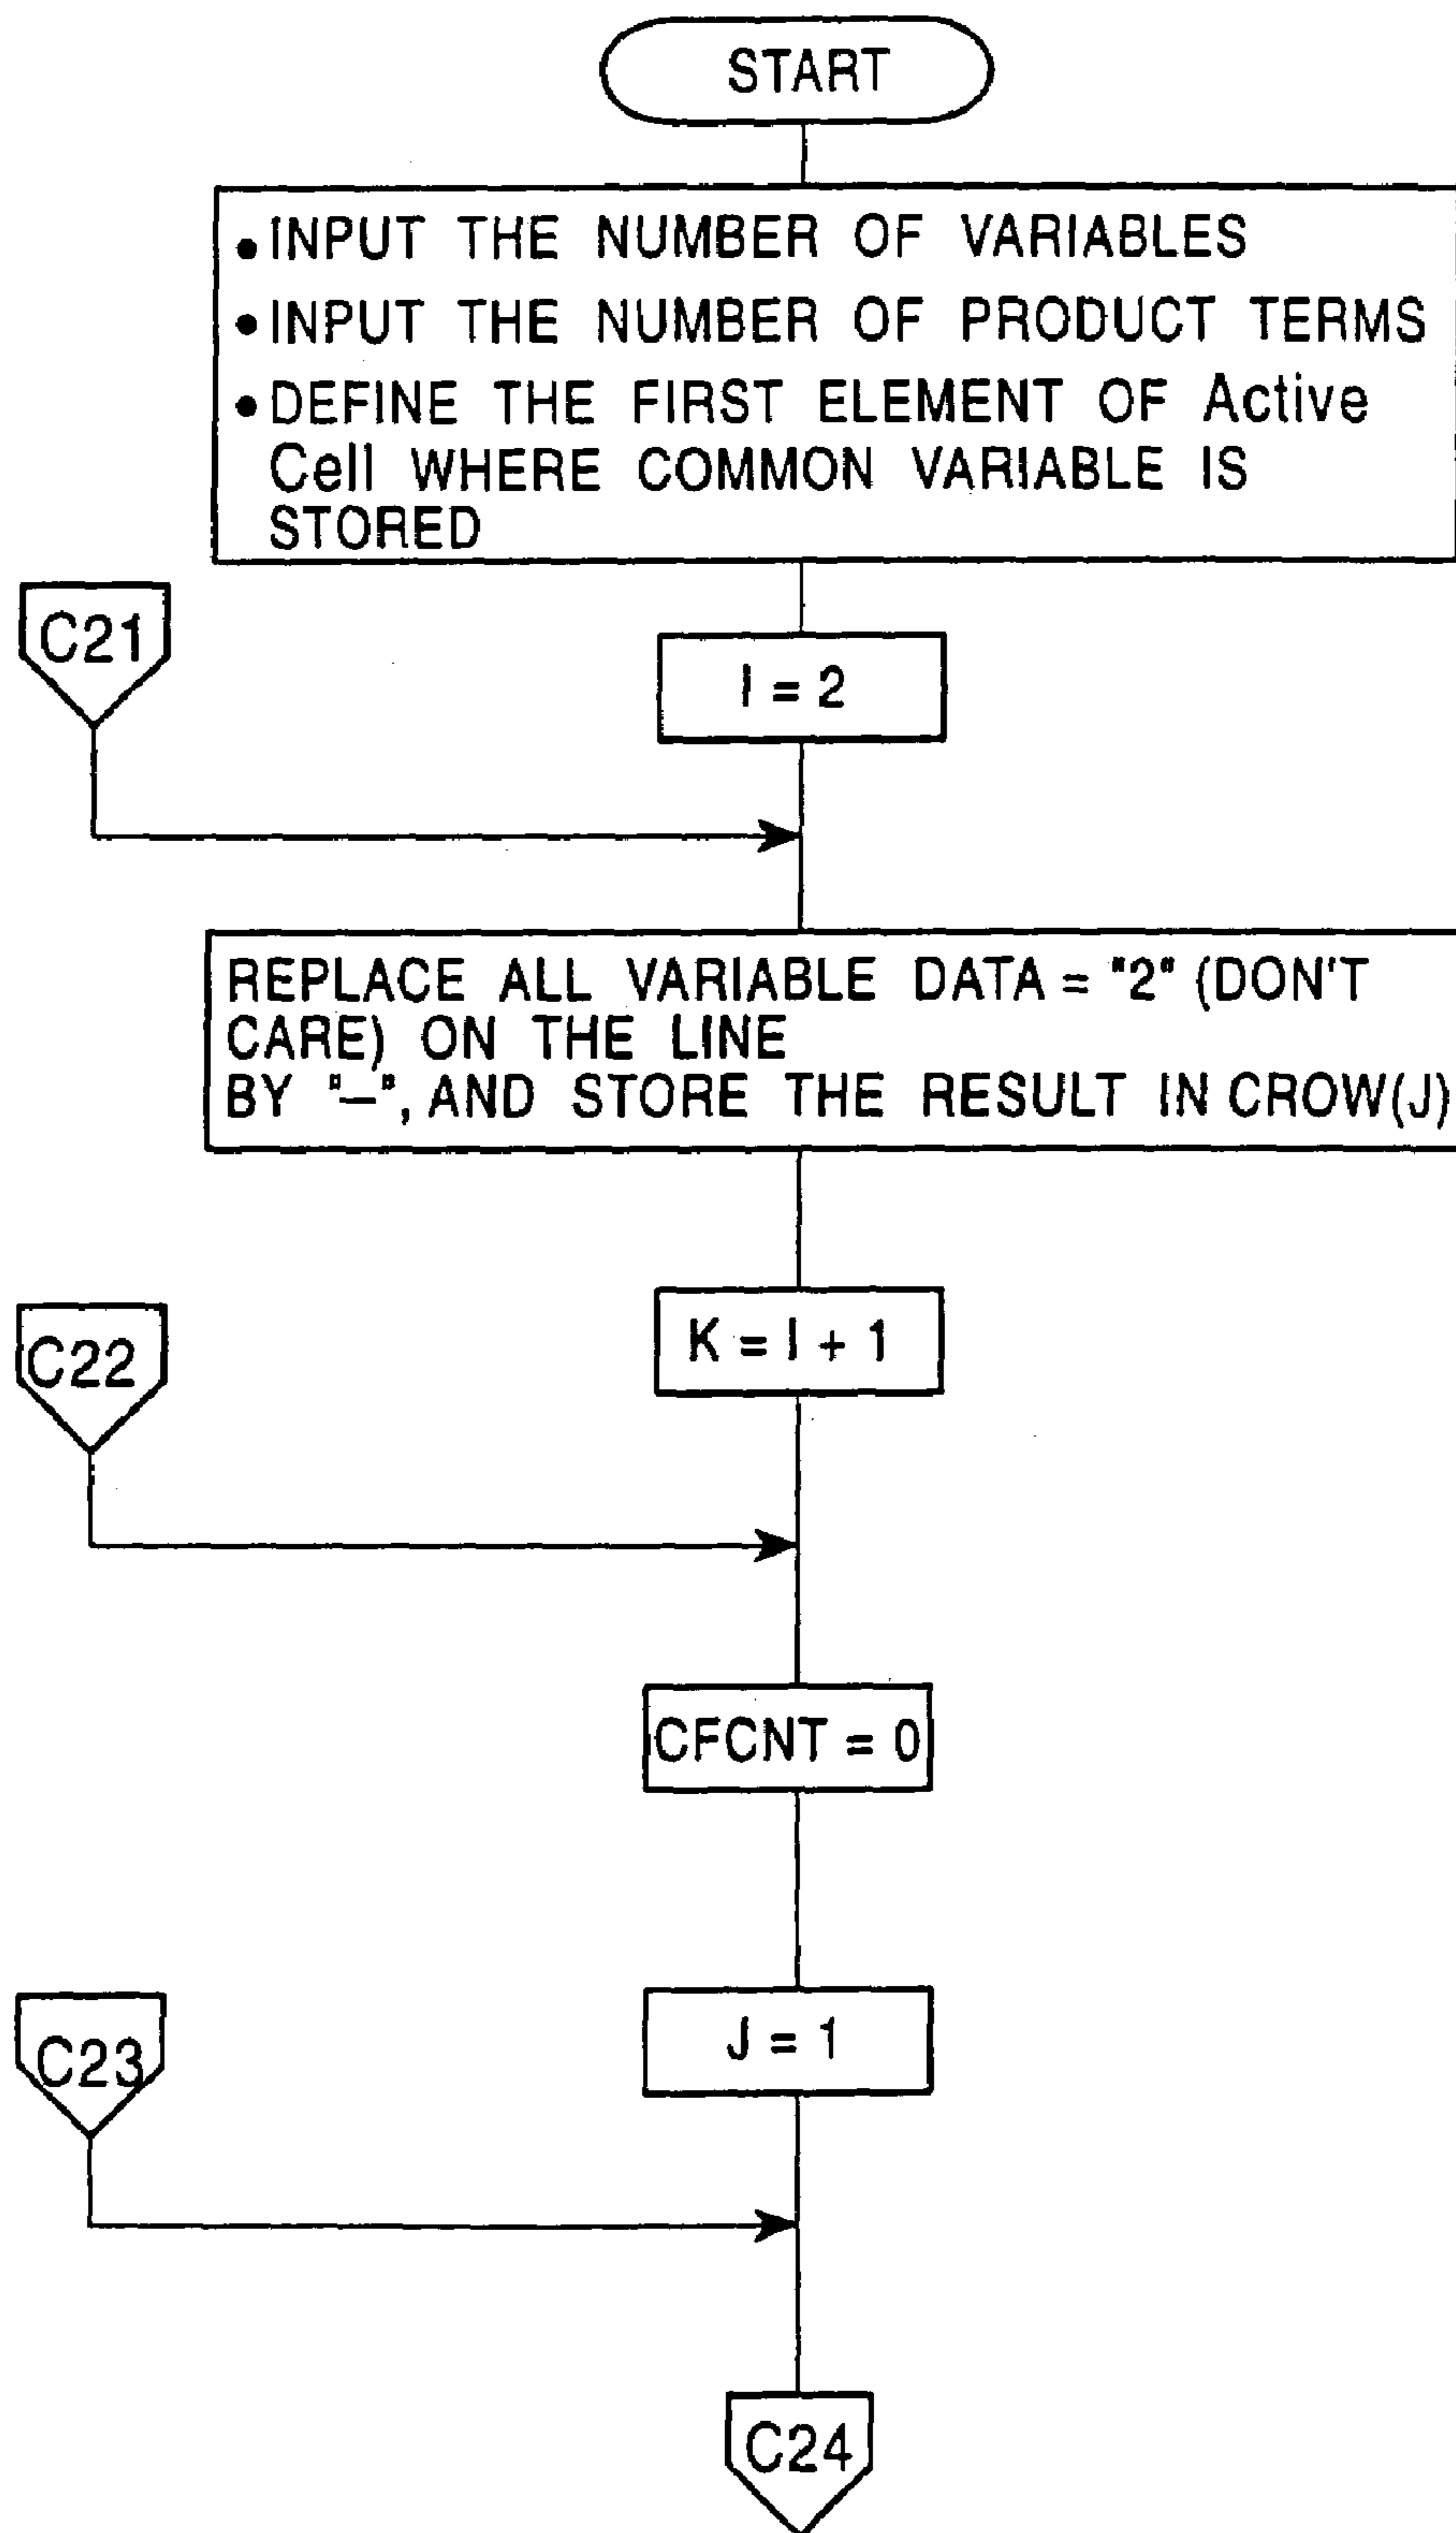 START
• INPUT THE NUMBER OF VARIABLES
• INPUT THE NUMBER OF PRODUCT TERMS
• DEFINE THE FIRST ELEMENT OF Active
Cell WHERE COMMON VARIABLE IS
STORED
C21
I = 2
REPLACE ALL VARIABLE DATA = "2" (DON'T
CARE) ON THE LINE
BY "–", AND STORE THE RESULT IN CROW(J)
K = I + 1
C22
CFCNT = 0
J = 1
C23
C24